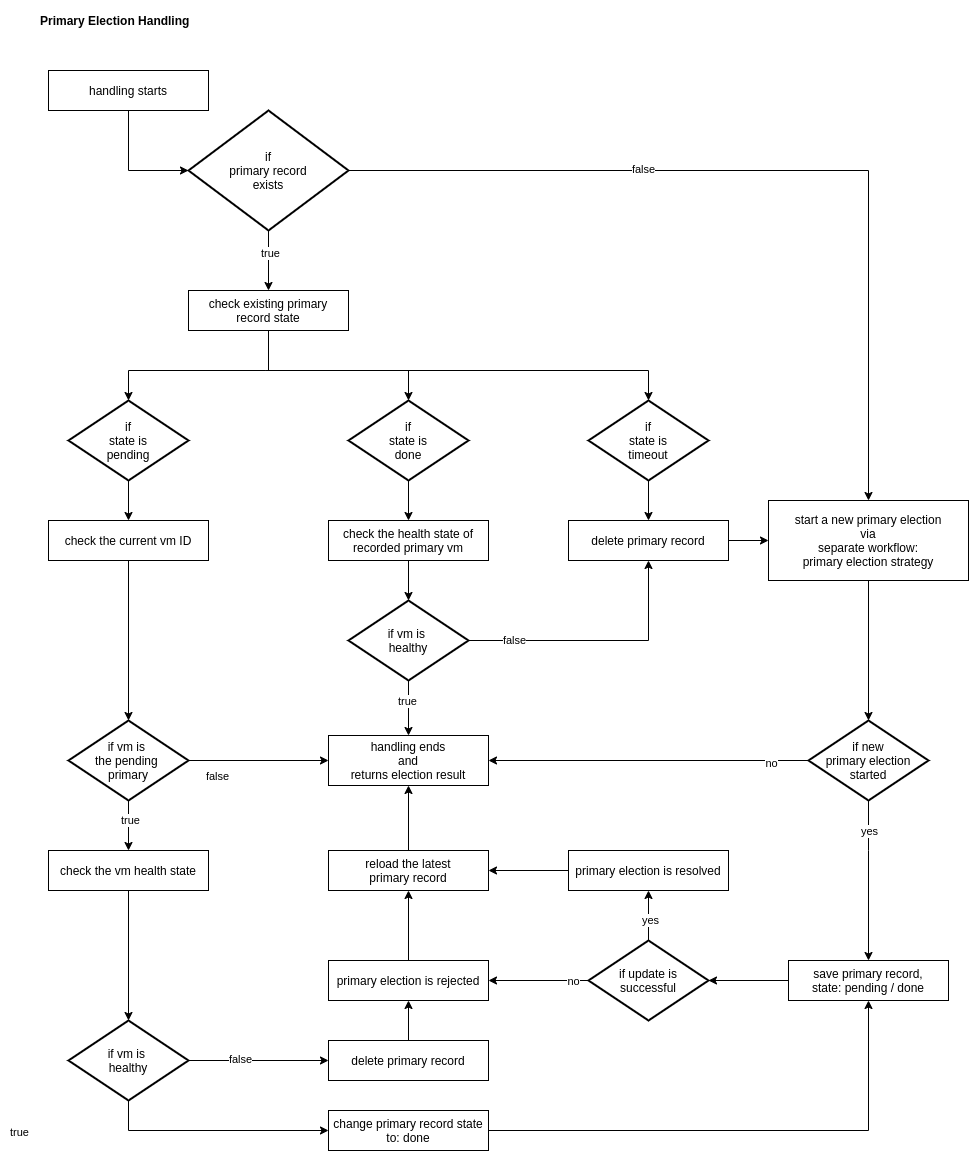 Primary Election Handling
handling starts
if
primary record
exists
false
true
check existing primary
record state
if
state is
pending
if
state is
done
if
state is
timeout
check the current vm ID
check the health state of
recorded primary vm
delete primary record
start a new primary election
via
separate workflow:
primary election strategy
if vm is
healthy
false
true
if vm is
the pending
primary
false
handling ends
and
returns election result
no
if new
primary election
started
true
yes
check the vm health state
reload the latest
primary record
primary election is resolved
yes
primary election is rejected
no
if update is
successful
save primary record,
state: pending / done
if vm is
healthy
false
delete primary record
true
change primary record state
to: done